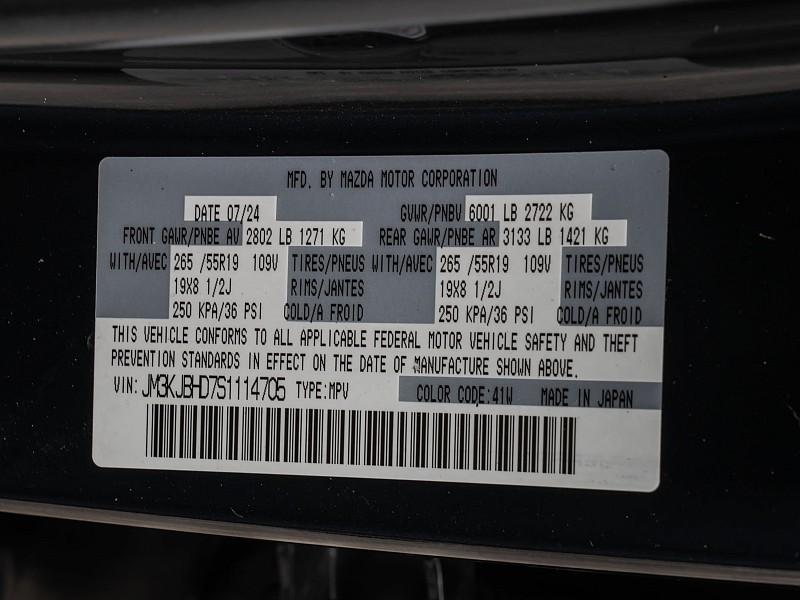 MFD. BY MAZDA MOTOR CORPORATION
DATE 07/24 GVWR/PNBV 6001 LB 2722 KG
FRONT GAWR/PNBE AV 2802 LB 1271 KG REAR GAWR/PNBE AR 3133 LB 1421 KG
WITH/AVEC 265 /55R19 109V TIRES/PNEUS WITH/AVEC 265 /55R19 109V TIRES/PNEUS
19X8 1/2J RIMS/JANTES 19X8 1/2J RIMS/JANTES
250 KPA/36 PSI COLD/A FROID 250 KPA/36 PSI COLD/A FROID
THIS VEHICLE CONFORMS TO ALL APPLICABLE FEDERAL MOTOR VEHICLE SAFETY AND THEFT
PREVENTION STANDARDS IN EFFECT ON THE DATE OF MANUFACTURE SHOWN ABOVE.
VIN: JM3KJBHD7S1114705 TYPE:MPV COLOR CODE:41W MADE IN JAPAN